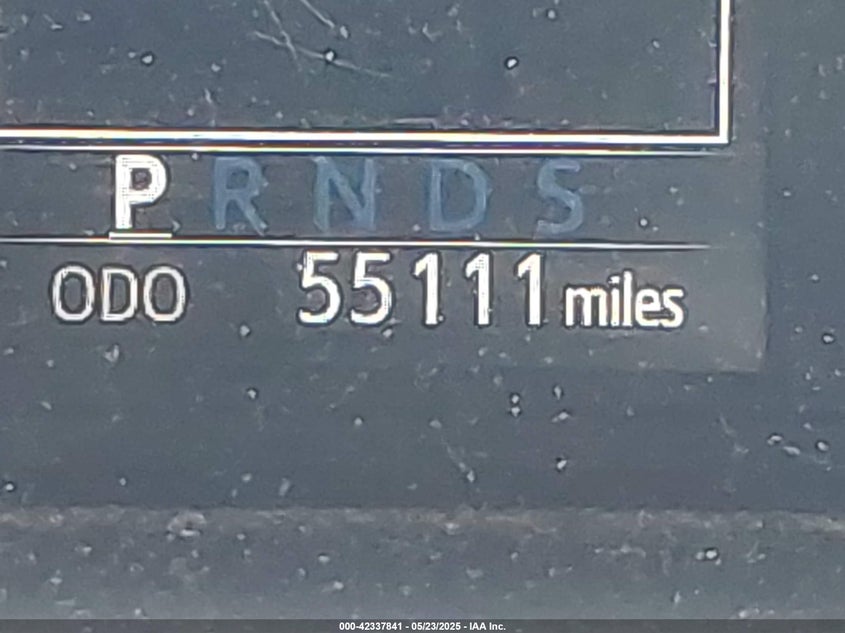 P R N D S
ODO 55111 miles
000-42337841 - 05/23/2025 - IAA Inc.